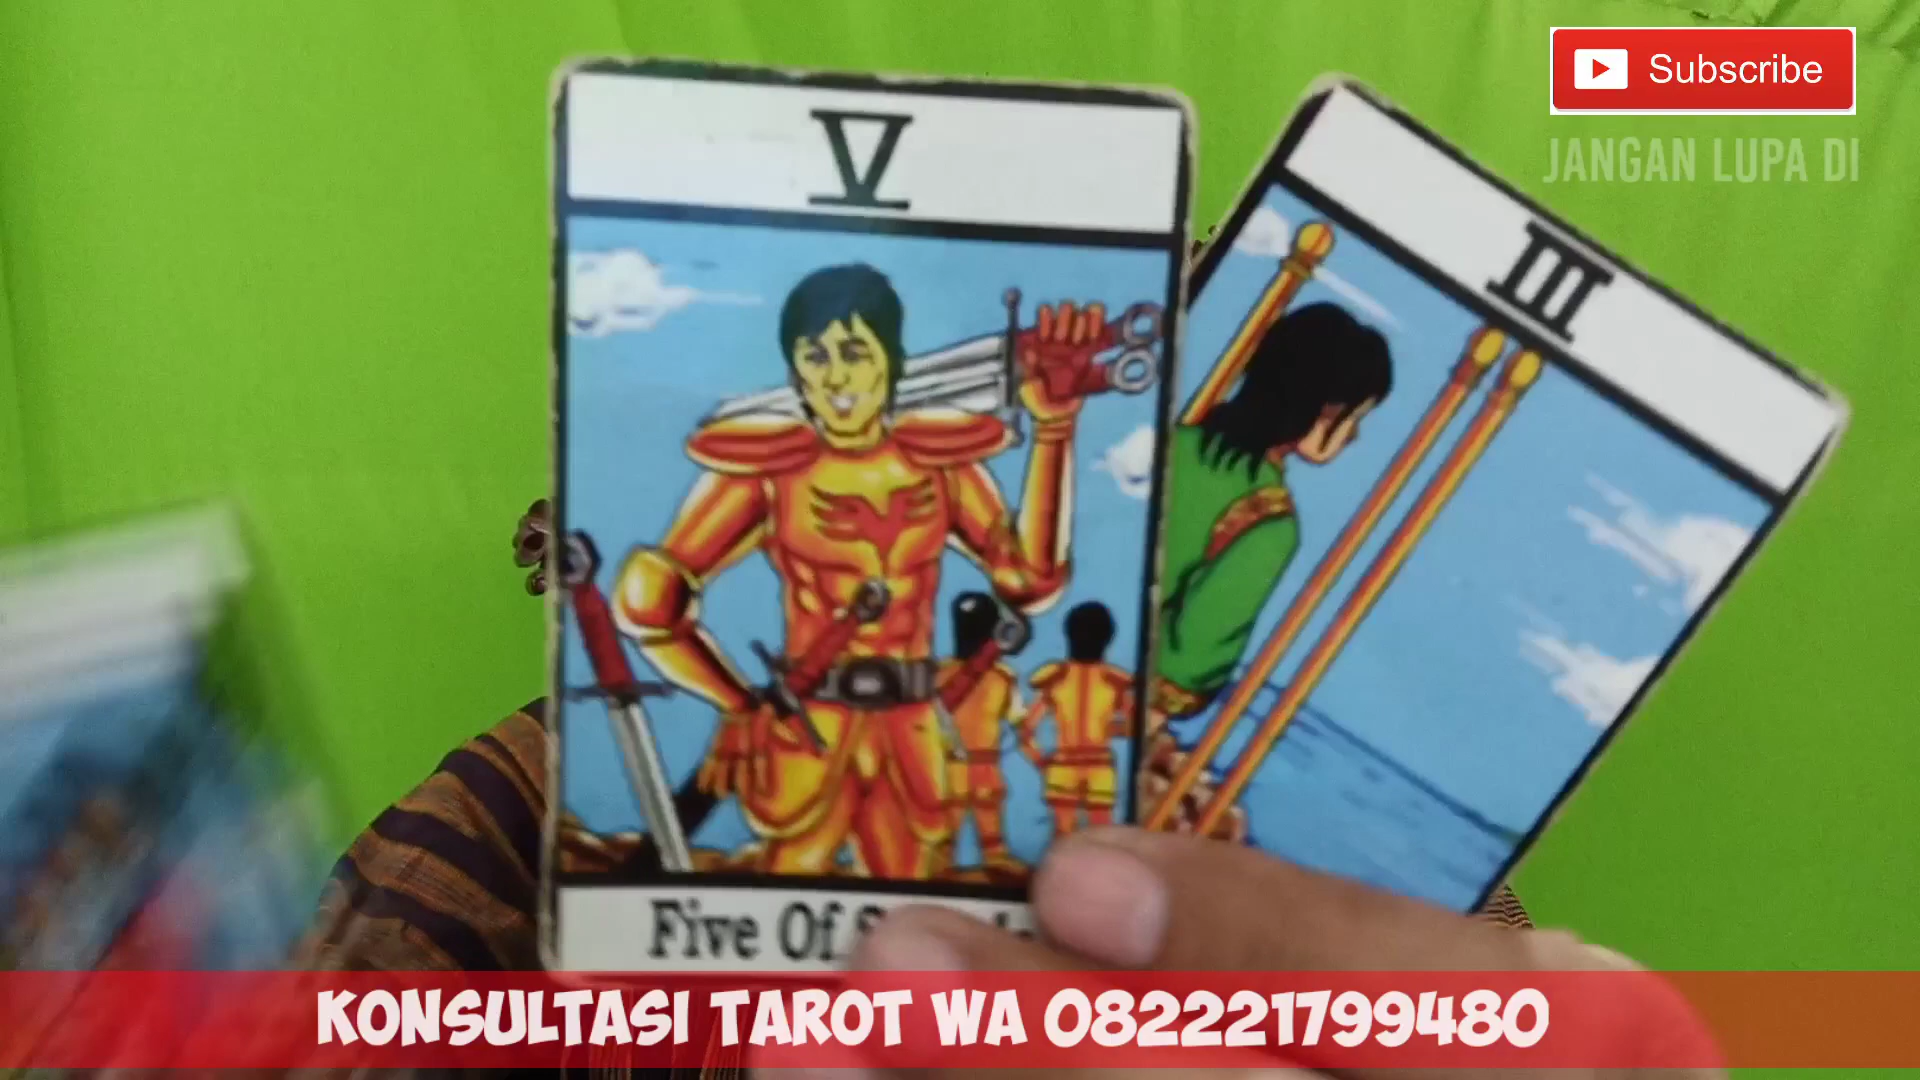 Subscribe
JANGAN LUPA DI
V
III
Five Of
KONSULTASI TAROT WA 082221799480